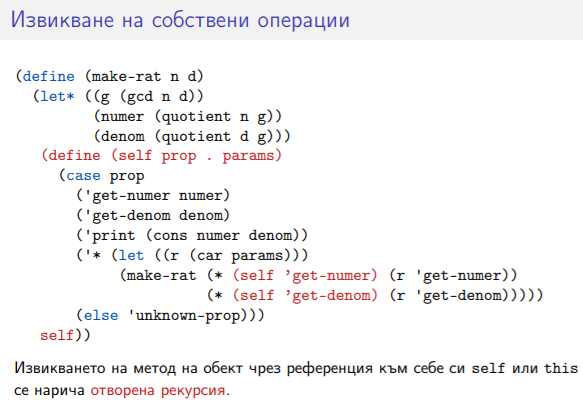 Извикване на собствени операции
(define (make-rat n d)
(let* ((g (gcd n d))
(numer (quotient n g))
(denom (quotient d g)))
(define (self prop . params)
(case prop
('get-numer numer)
('get-denom denom)
('print (cons numer denom))
('* (let ((r (car params)))
(make-rat (* (self ’get-numer) (r 'get-numer))
(* (self ’get-denom) (r 'get-denom)))))
(else 'unknown-prop)))
self))
Извикването на метод на обект чрез референция към себе си self или this
се нарича отворена рекурсия.